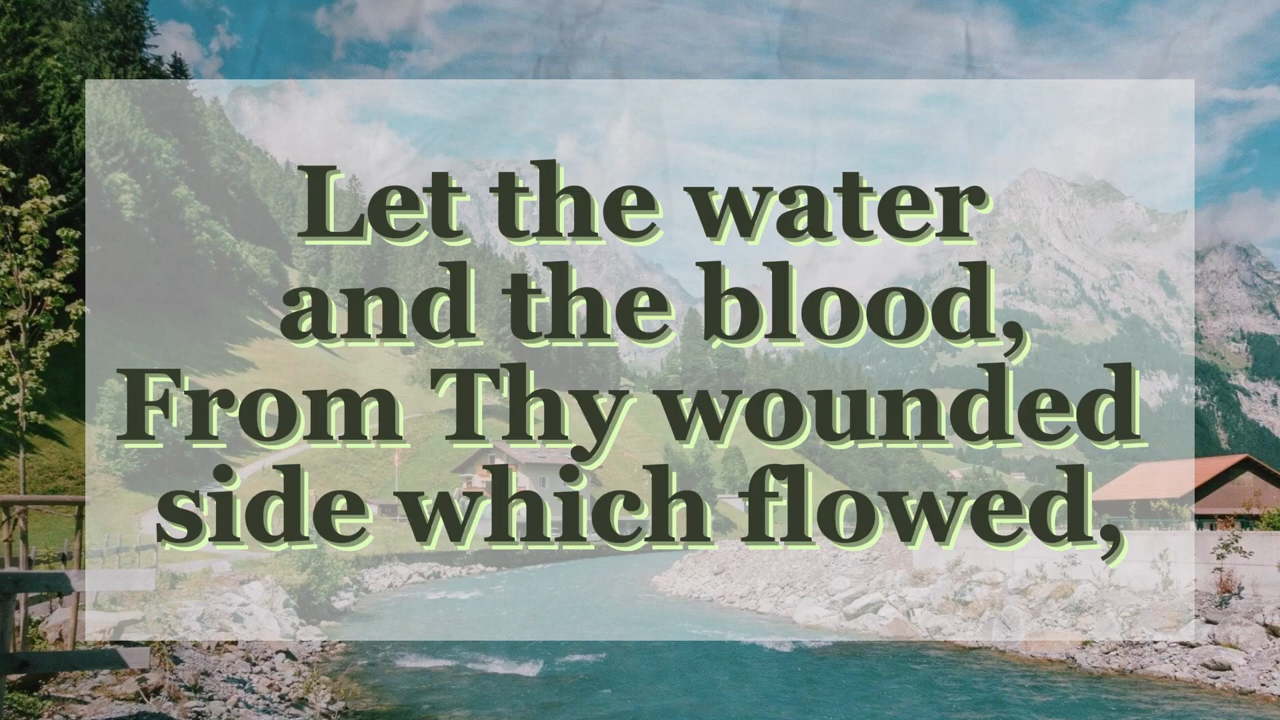 Let the water
and the blood,
From Thy wounded
side which flowed,